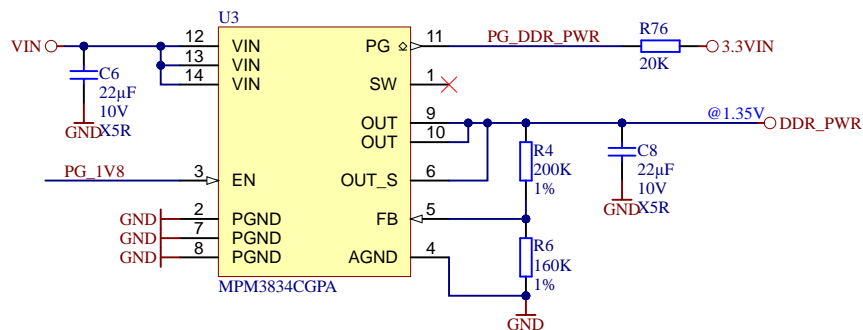 U3
VIN
12
VIN
PG
11
PG_DDR_PWR
R76
20K
3.3VIN
13
VIN
14
VIN
SW
1
C6
22µF
10V
X5R
GND
9
OUT
10
OUT
@1.35V
DDR_PWR
R4
200K
1%
C8
22µF
10V
X5R
GND
PG_1V8
3
EN
OUT_S
6
GND
2
PGND
FB
5
GND
7
PGND
GND
8
PGND
AGND
4
R6
160K
1%
GND
MPM3834CGPA